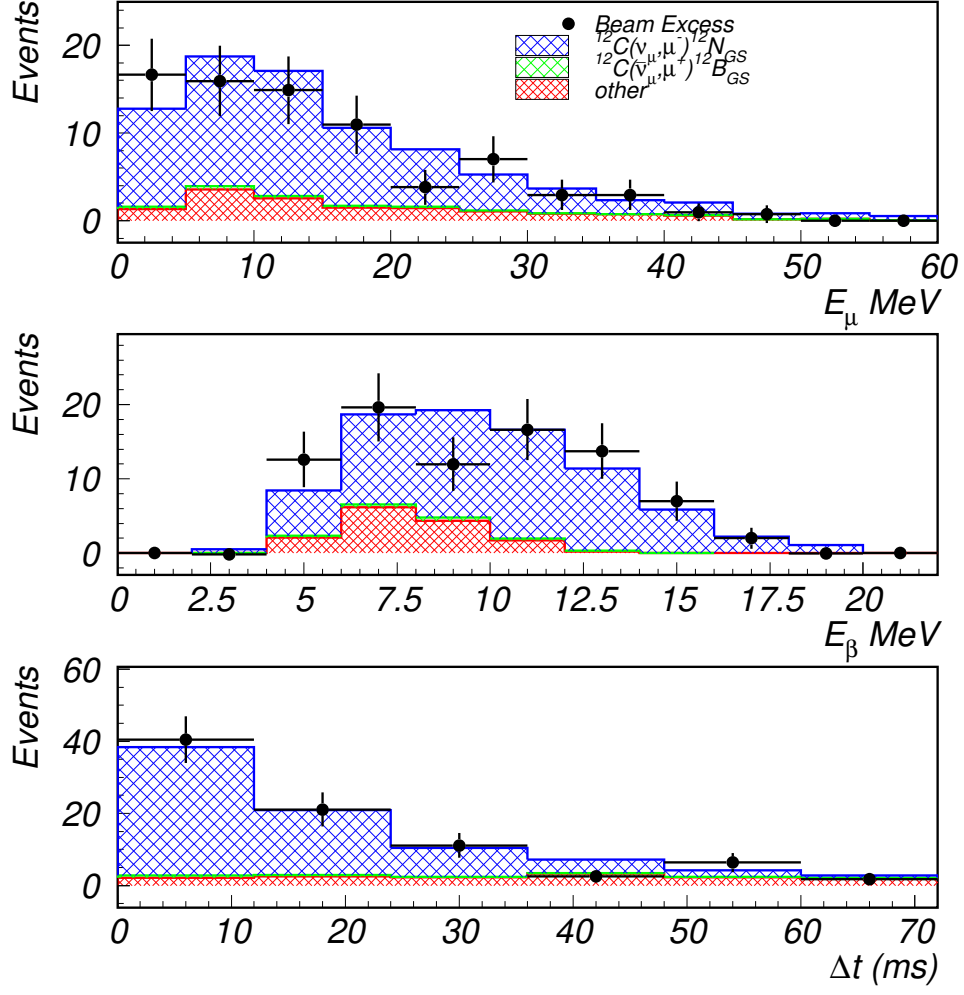 Events
20
10
0
Beam Excess
¹²C(ν_μ,μ⁻)¹²N_GS
¹²C(ν̄_μ,μ⁺)¹²B_GS
other
0 10 20 30 40 50 60
E_μ MeV
Events
20
10
0
0 2.5 5 7.5 10 12.5 15 17.5 20
E_β MeV
Events
60
40
20
0
0 10 20 30 40 50 60 70
Δt (ms)